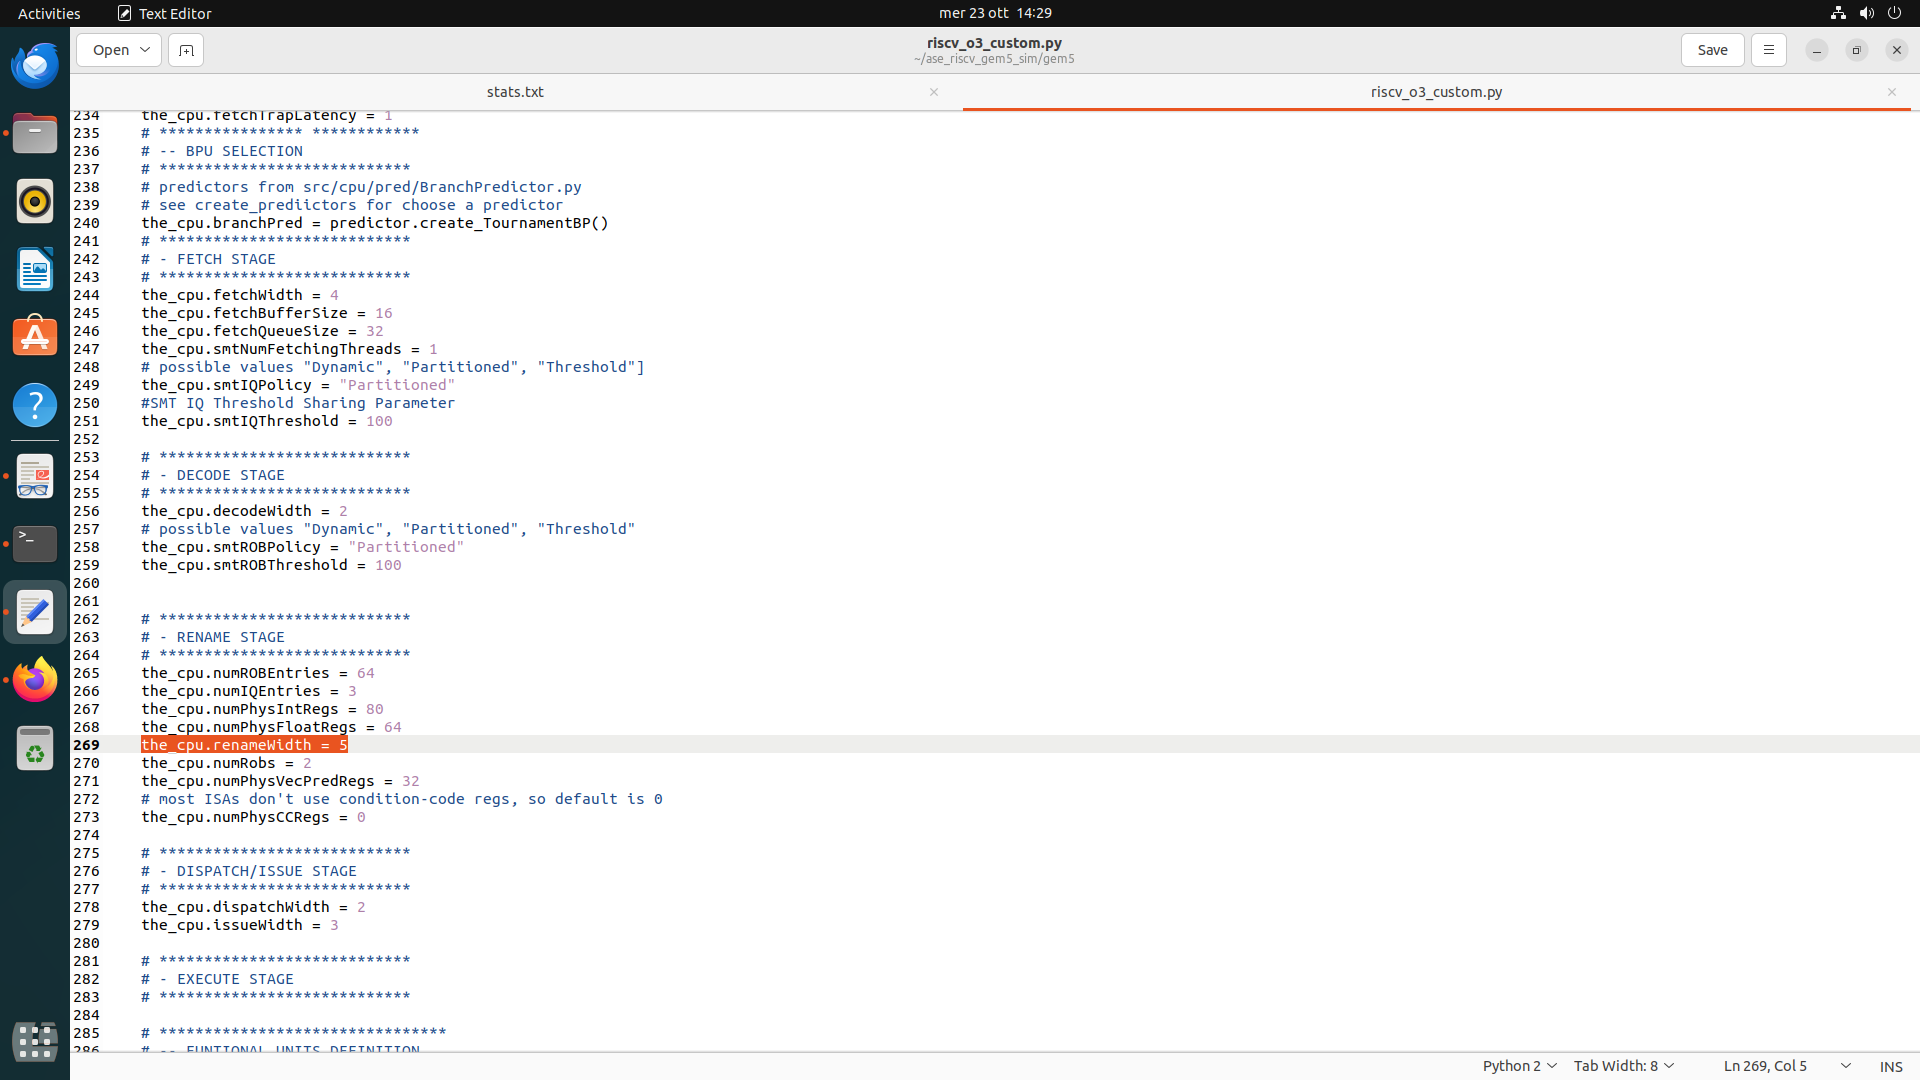 Activities Text Editor mer 23 ott 14:29
Open riscv_o3_custom.py Save
~/ase_riscv_gem5_sim/gem5
stats.txt riscv_o3_custom.py
234 the_cpu.fetchTrapLatency = 1
235 # **************** ************
236 # -- BPU SELECTION
237 # ****************************
238 # predictors from src/cpu/pred/BranchPredictor.py
239 # see create_prediictors for choose a predictor
240 the_cpu.branchPred = predictor.create_TournamentBP()
241 # ****************************
242 # - FETCH STAGE
243 # ****************************
244 the_cpu.fetchWidth = 4
245 the_cpu.fetchBufferSize = 16
246 the_cpu.fetchQueueSize = 32
247 the_cpu.smtNumFetchingThreads = 1
248 # possible values "Dynamic", "Partitioned", "Threshold"]
249 the_cpu.smtIQPolicy = "Partitioned"
250 #SMT IQ Threshold Sharing Parameter
251 the_cpu.smtIQThreshold = 100
252
253 # ****************************
254 # - DECODE STAGE
255 # ****************************
256 the_cpu.decodeWidth = 2
257 # possible values "Dynamic", "Partitioned", "Threshold"
258 the_cpu.smtROBPolicy = "Partitioned"
259 the_cpu.smtROBThreshold = 100
260
261
262 # ****************************
263 # - RENAME STAGE
264 # ****************************
265 the_cpu.numROBEntries = 64
266 the_cpu.numIQEntries = 3
267 the_cpu.numPhysIntRegs = 80
268 the_cpu.numPhysFloatRegs = 64
269 the_cpu.renameWidth = 5
270 the_cpu.numRobs = 2
271 the_cpu.numPhysVecPredRegs = 32
272 # most ISAs don't use condition-code regs, so default is 0
273 the_cpu.numPhysCCRegs = 0
274
275 # ****************************
276 # - DISPATCH/ISSUE STAGE
277 # ****************************
278 the_cpu.dispatchWidth = 2
279 the_cpu.issueWidth = 3
280
281 # ****************************
282 # - EXECUTE STAGE
283 # ****************************
284
285 # ********************************
286 # -- FUNTIONAL UNITS DEFINITION
Python 2 Tab Width: 8 Ln 269, Col 5 INS